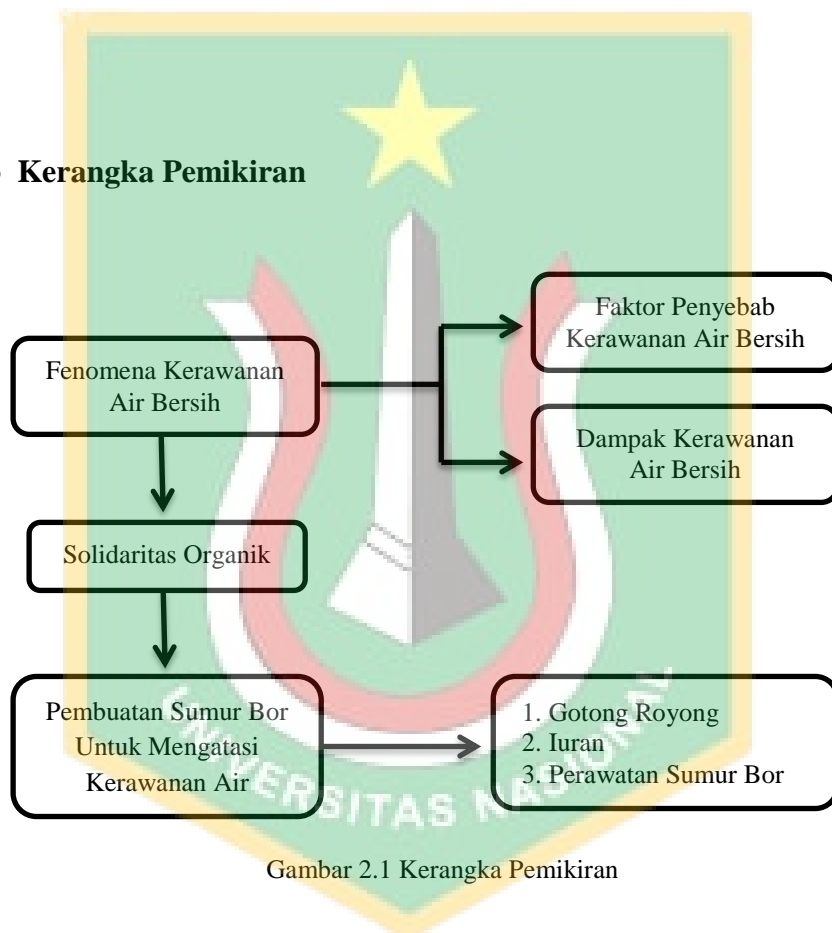 Kerangka Pemikiran
Fenomena Kerawanan
Air Bersih
Faktor Penyebab
Kerawanan Air Bersih
Dampak Kerawanan
Air Bersih
Solidaritas Organik
Pembuatan Sumur Bor
Untuk Mengatasi
Kerawanan Air
1. Gotong Royong
2. Iuran
3. Perawatan Sumur Bor
UNIVERSITAS NASIONAL
Gambar 2.1 Kerangka Pemikiran